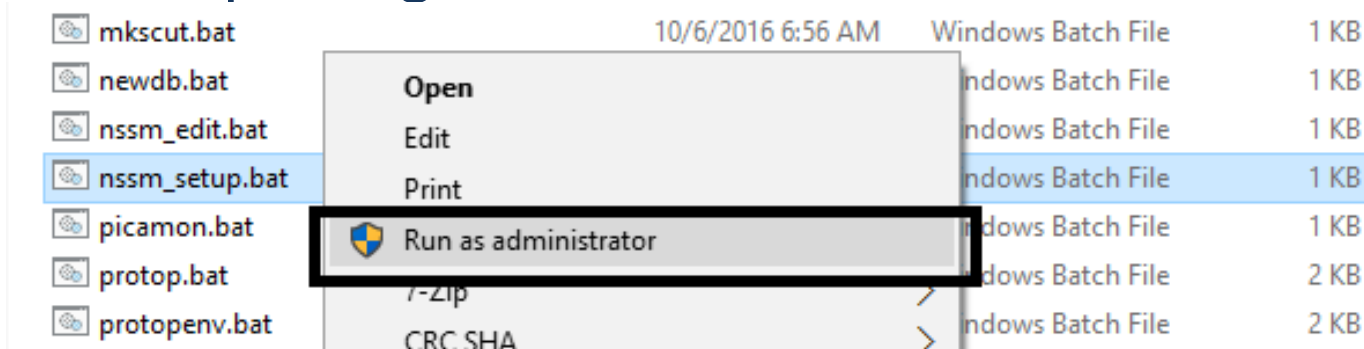 mkscut.bat 10/6/2016 6:56 AM Windows Batch File 1 KB
newdb.bat Open ndows Batch File 1 KB
nssm_edit.bat Edit ndows Batch File 1 KB
nssm_setup.bat Print ndows Batch File 1 KB
picamon.bat Run as administrator dows Batch File 1 KB
protop.bat 7-Zip dows Batch File 2 KB
protopenv.bat CRC SHA indows Batch File 2 KB